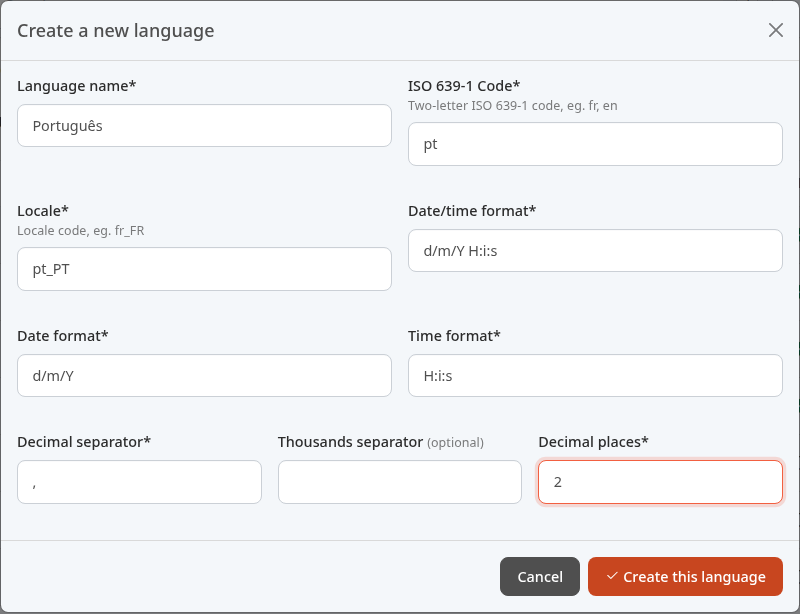 Create a new language
Language name*
Português
ISO 639-1 Code*
Two-letter ISO 639-1 code, eg. fr, en
pt
Locale*
Locale code, eg. fr_FR
pt_PT
Date/time format*
d/m/Y H:i:s
Date format*
d/m/Y
Time format*
H:i:s
Decimal separator*
,
Thousands separator (optional)
Decimal places*
2
Cancel
Create this language